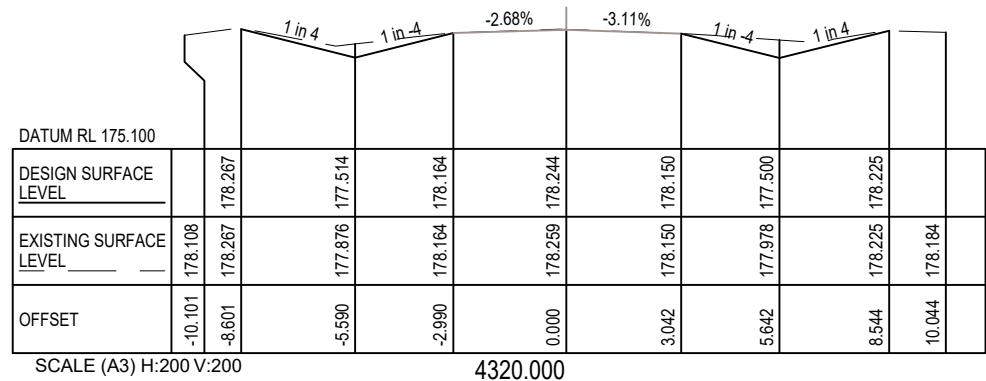 1 in 4 1 in -4 -2.68% -3.11% 1 in -4 1 in 4
DATUM RL 175.100
DESIGN SURFACE
LEVEL
178.267 177.514 178.164 178.244 178.150 177.500 178.225
EXISTING SURFACE
LEVEL
178.108 178.267 177.876 178.164 178.259 178.150 177.978 178.225 178.184
OFFSET
-10.101 -8.601 -5.590 -2.990 0.000 3.042 5.642 8.544 10.044
SCALE (A3) H:200 V:200
4320.000